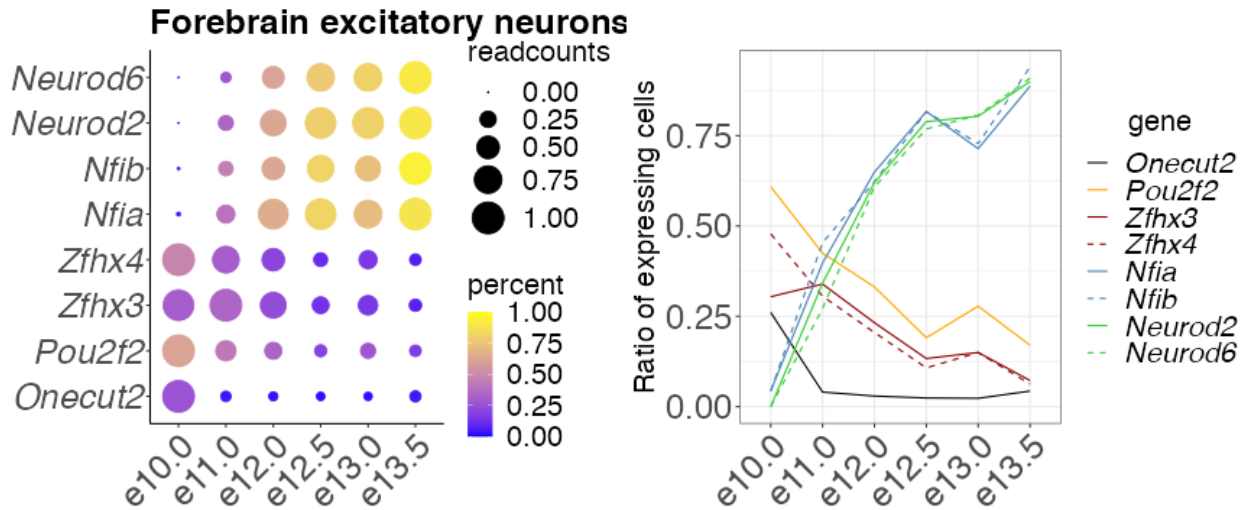 Forebrain excitatory neurons
Neurod6
Neurod2
Nfib
Nfia
Zfhx4
Zfhx3
Pou2f2
Onecut2
e10.0
e11.0
e12.0
e12.5
e13.0
e13.5
readcounts
0.00
0.25
0.50
0.75
1.00
percent
1.00
0.75
0.50
0.25
0.00
Ratio of expressing cells
0.75
0.50
0.25
0.00
e10.0
e11.0
e12.0
e12.5
e13.0
e13.5
gene
Onecut2
Pou2f2
Zfhx3
Zfhx4
Nfia
Nfib
Neurod2
Neurod6